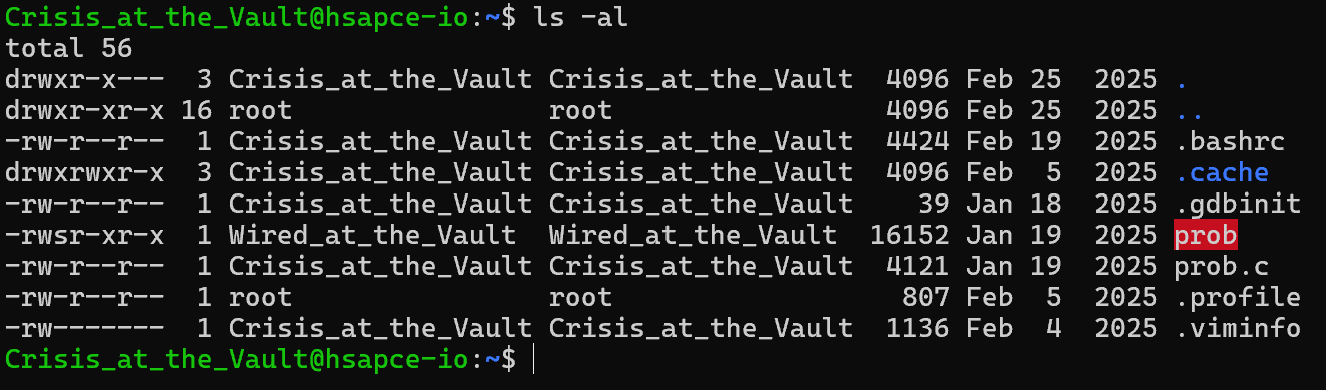 Crisis_at_the_Vault@hsapce-io:~$ ls -al
total 56
drwxr-x---  3 Crisis_at_the_Vault Crisis_at_the_Vault  4096 Feb 25  2025 .
drwxr-xr-x 16 root                root                 4096 Feb 25  2025 ..
-rw-r--r--  1 Crisis_at_the_Vault Crisis_at_the_Vault  4424 Feb 19  2025 .bashrc
drwxrwxr-x  3 Crisis_at_the_Vault Crisis_at_the_Vault  4096 Feb  5  2025 .cache
-rw-r--r--  1 Crisis_at_the_Vault Crisis_at_the_Vault    39 Jan 18  2025 .gdbinit
-rwsr-xr-x  1 Wired_at_the_Vault  Wired_at_the_Vault  16152 Jan 19  2025 prob
-rw-r--r--  1 Crisis_at_the_Vault Crisis_at_the_Vault  4121 Jan 19  2025 prob.c
-rw-r--r--  1 root                root                  807 Feb  5  2025 .profile
-rw-------  1 Crisis_at_the_Vault Crisis_at_the_Vault  1136 Feb  4  2025 .viminfo
Crisis_at_the_Vault@hsapce-io:~$